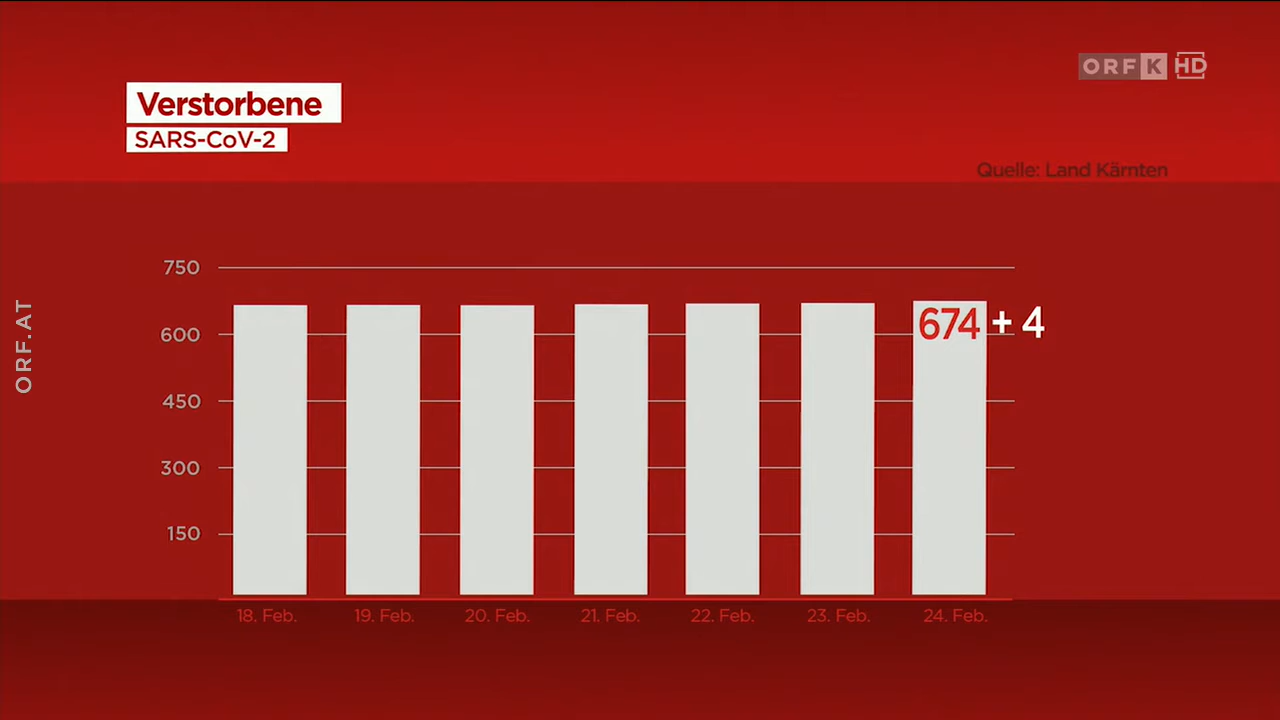 ORF K HD
Verstorbene
SARS-CoV-2
Quelle: Land Kärnten
750
600
450
300
150
674 + 4
18. Feb.
19. Feb.
20. Feb.
21. Feb.
22. Feb.
23. Feb.
24. Feb.
ORF.AT